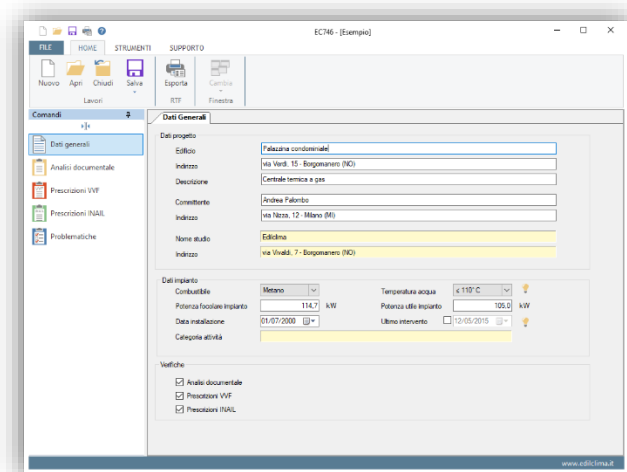 EC746 - [Esempio]
FILE HOME STRUMENTI SUPPORTO
Nuovo Apri Chiudi Salva Esporta Cambia
Lavori RTF Finestra
Comandi
Dati generali
Analisi documentale
Prescrizioni VVF
Prescrizioni INAIL
Problematiche
Dati Generali
Dati progetto
Edificio Palazzina condominiale
Indirizzo via Verdi, 15 - Borgomanero (NO)
Descrizione Centrale termica a gas
Committente Andrea Palombo
Indirizzo via Nizza, 12 - Milano (MI)
Nome studio Edilclima
Indirizzo via Vivaldi, 7 - Borgomanero (NO)
Dati impianto
Combustibile Metano Temperatura acqua ≤ 110° C
Potenza focolare impianto 114,7 kW Potenza utile impianto 105,0 kW
Data installazione 01/07/2000 Ultimo intervento 12/05/2015
Categoria attività
Verifiche
Analisi documentale
Prescrizioni VVF
Prescrizioni INAIL
www.edilclima.it